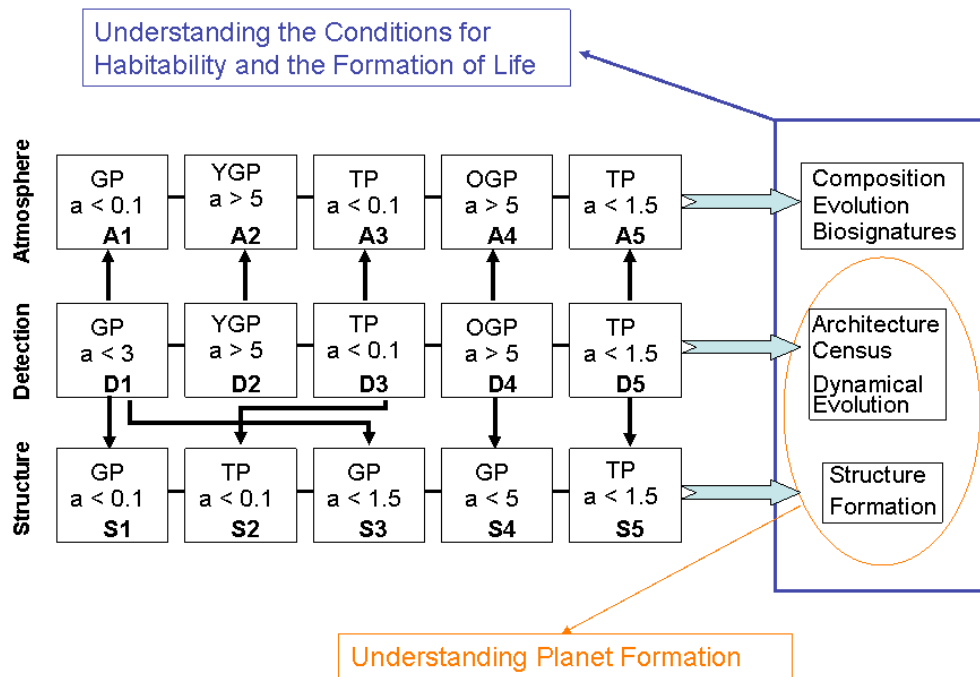 Understanding the Conditions for
Habitability and the Formation of Life
Atmosphere
GP
a < 0.1
A1
YGP
a > 5
A2
TP
a < 0.1
A3
OGP
a > 5
A4
TP
a < 1.5
A5
Composition
Evolution
Biosignatures
Detection
GP
a < 3
D1
YGP
a > 5
D2
TP
a < 0.1
D3
OGP
a > 5
D4
TP
a < 1.5
D5
Architecture
Census
Dynamical
Evolution
Structure
GP
a < 0.1
S1
TP
a < 0.1
S2
GP
a < 1.5
S3
GP
a < 5
S4
TP
a < 1.5
S5
Structure
Formation
Understanding Planet Formation